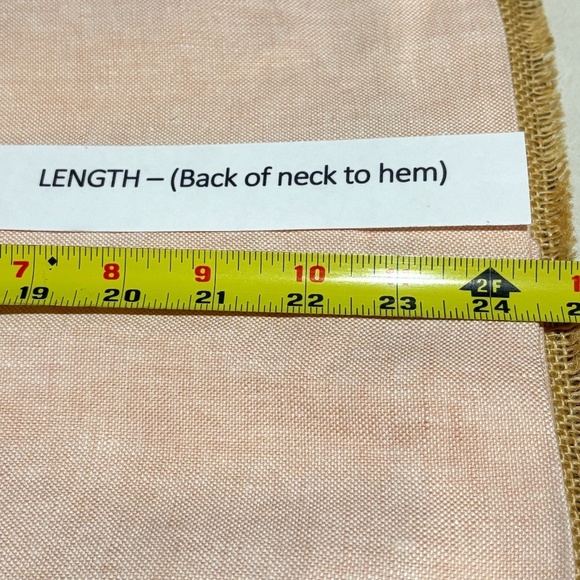 LENGTH – (Back of neck to hem)
7 8 9 10 1
19 20 21 22 23 2F 24 2